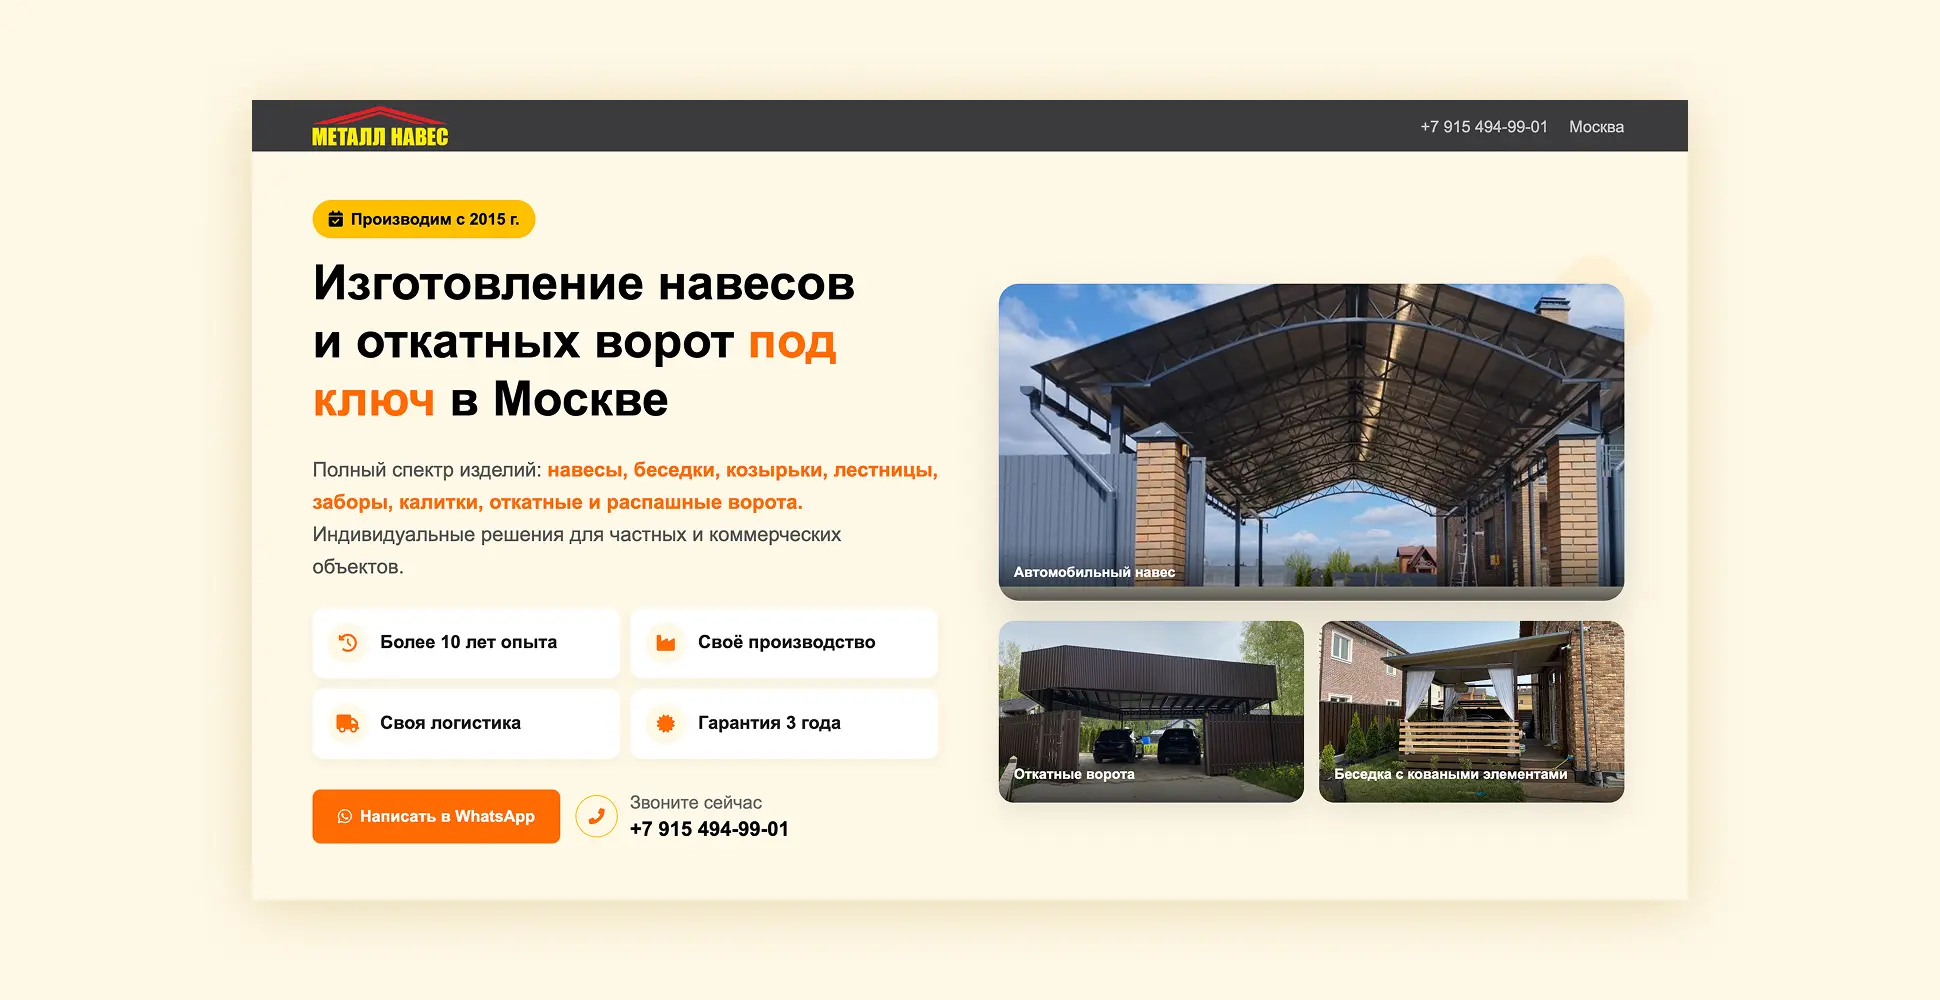 МЕТАЛЛ НАВЕС
+7 915 494-99-01 Москва
Производим с 2015 г.
Изготовление навесов
и откатных ворот под
ключ в Москве
Полный спектр изделий: навесы, беседки, козырьки, лестницы,
заборы, калитки, откатные и распашные ворота.
Индивидуальные решения для частных и коммерческих
объектов.
Более 10 лет опыта
Своё производство
Своя логистика
Гарантия 3 года
Написать в WhatsApp
Звоните сейчас
+7 915 494-99-01
Автомобильный навес
Откатные ворота
Беседка с коваными элементами